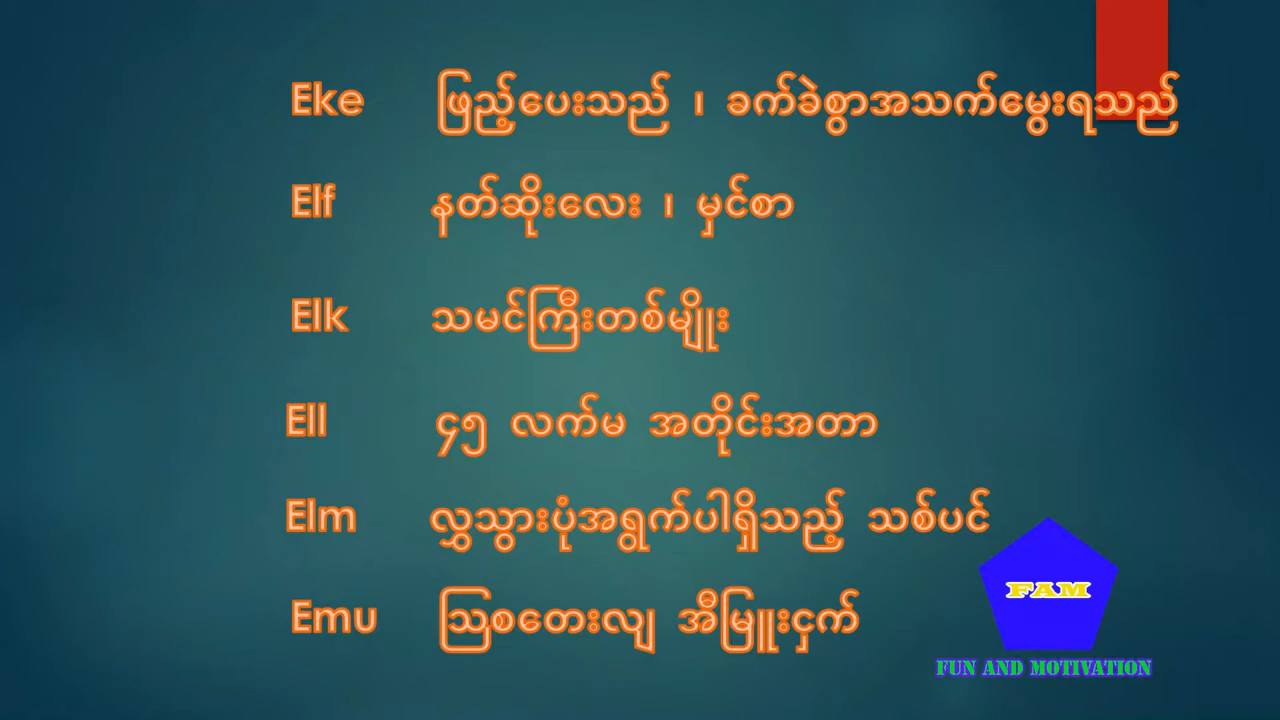 Eke ဖြည့်ပေးသည် ၊ ခက်ခဲစွာအသက်မွေးရသည်
Elf နတ်ဆိုးလေး ၊ မှင်စာ
Elk သမင်ကြီးတစ်မျိုး
Ell ၄၅ လက်မ အတိုင်းအတာ
Elm လွှသွားပုံအရွက်ပါရှိသည့် သစ်ပင်
Emu ဩစတေးလျ အီမြူးငှက်
FAM
FUN AND MOTIVATION